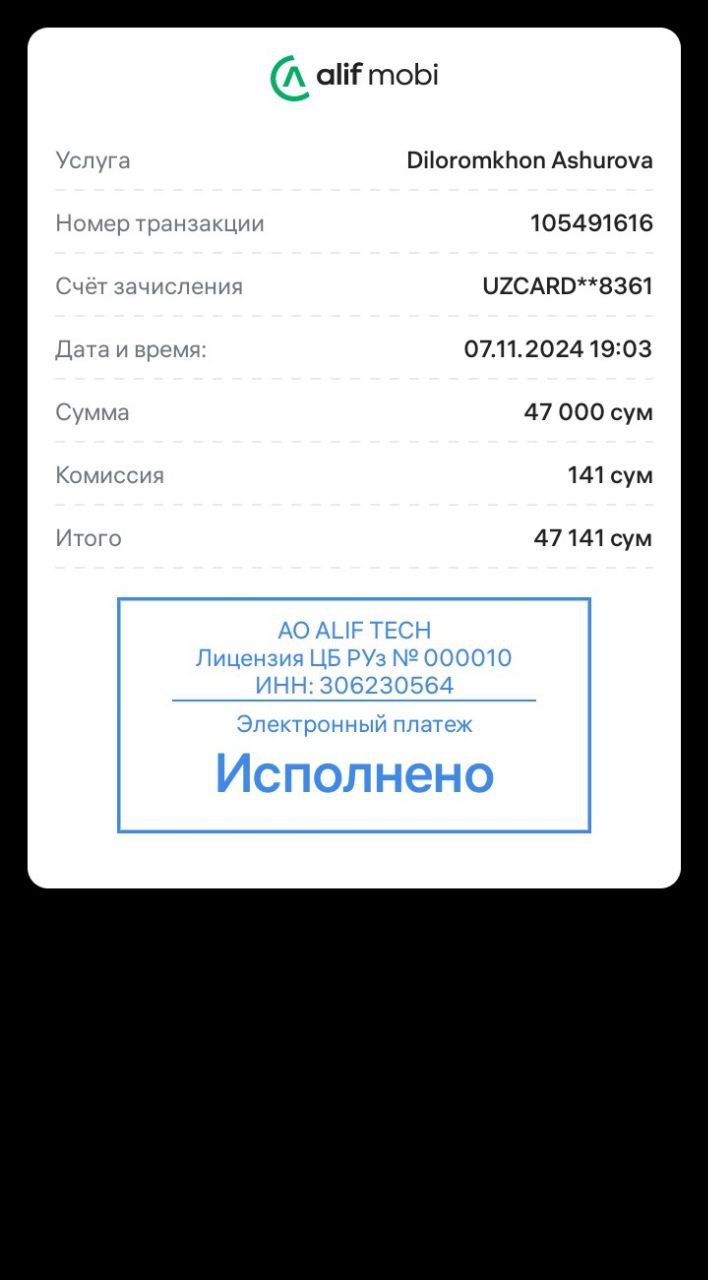 alif mobi
Услуга Diloromkhon Ashurova
Номер транзакции 105491616
Счёт зачисления UZCARD**8361
Дата и время: 07.11.2024 19:03
Сумма 47 000 сум
Комиссия 141 сум
Итого 47 141 сум
АО ALIF TECH
Лицензия ЦБ РУз № 000010
ИНН: 306230564
Электронный платеж
Исполнено